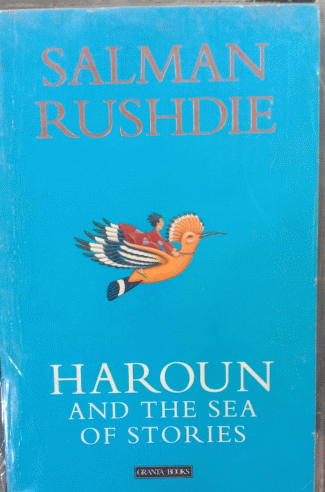 SALMAN
RUSHDIE
HAROUN
AND THE SEA
OF STORIES
GRANTA BOOKS